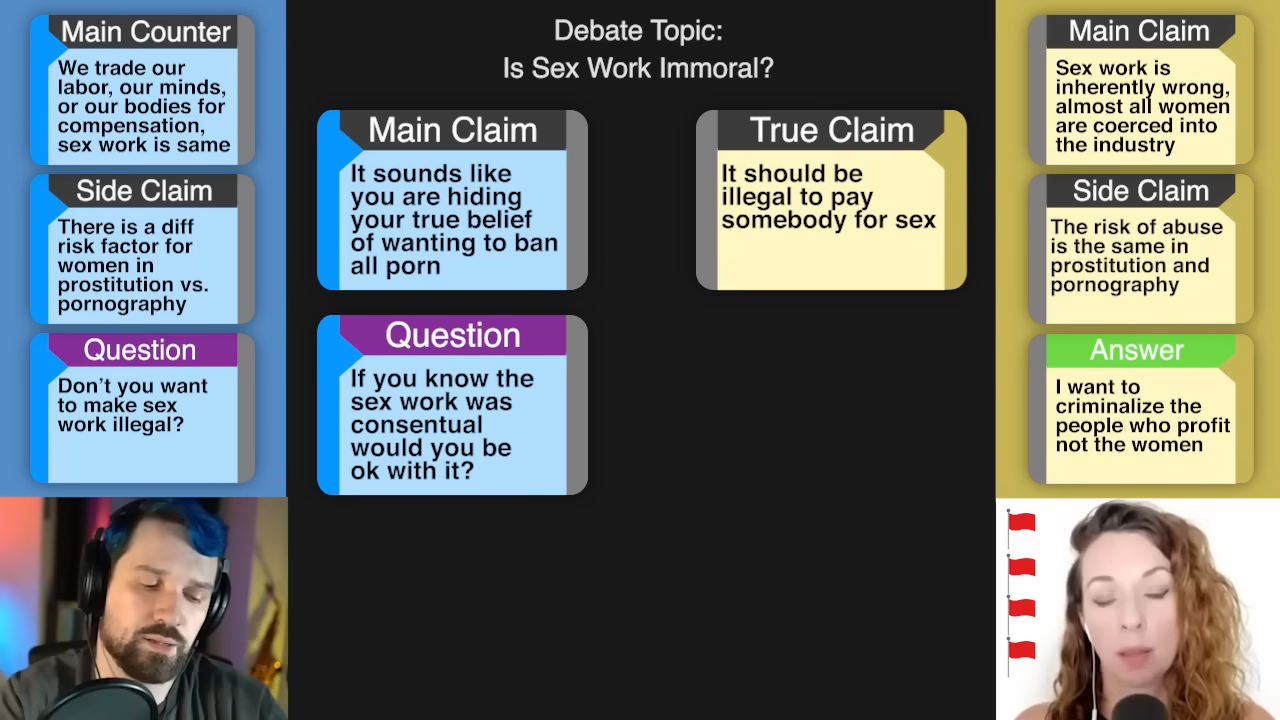 Debate Topic:
Is Sex Work Immoral?
Main Counter
We trade our
labor, our minds,
or our bodies for
compensation,
sex work is same
Side Claim
There is a diff
risk factor for
women in
prostitution vs.
pornography
Question
Don't you want
to make sex
work illegal?
Main Claim
It sounds like
you are hiding
your true belief
of wanting to ban
all porn
Question
If you know the
sex work was
consentual
would you be
ok with it?
True Claim
It should be
illegal to pay
somebody for sex
Main Claim
Sex work is
inherently wrong,
almost all women
are coerced into
the industry
Side Claim
The risk of abuse
is the same in
prostitution and
pornography
Answer
I want to
criminalize the
people who profit
not the women